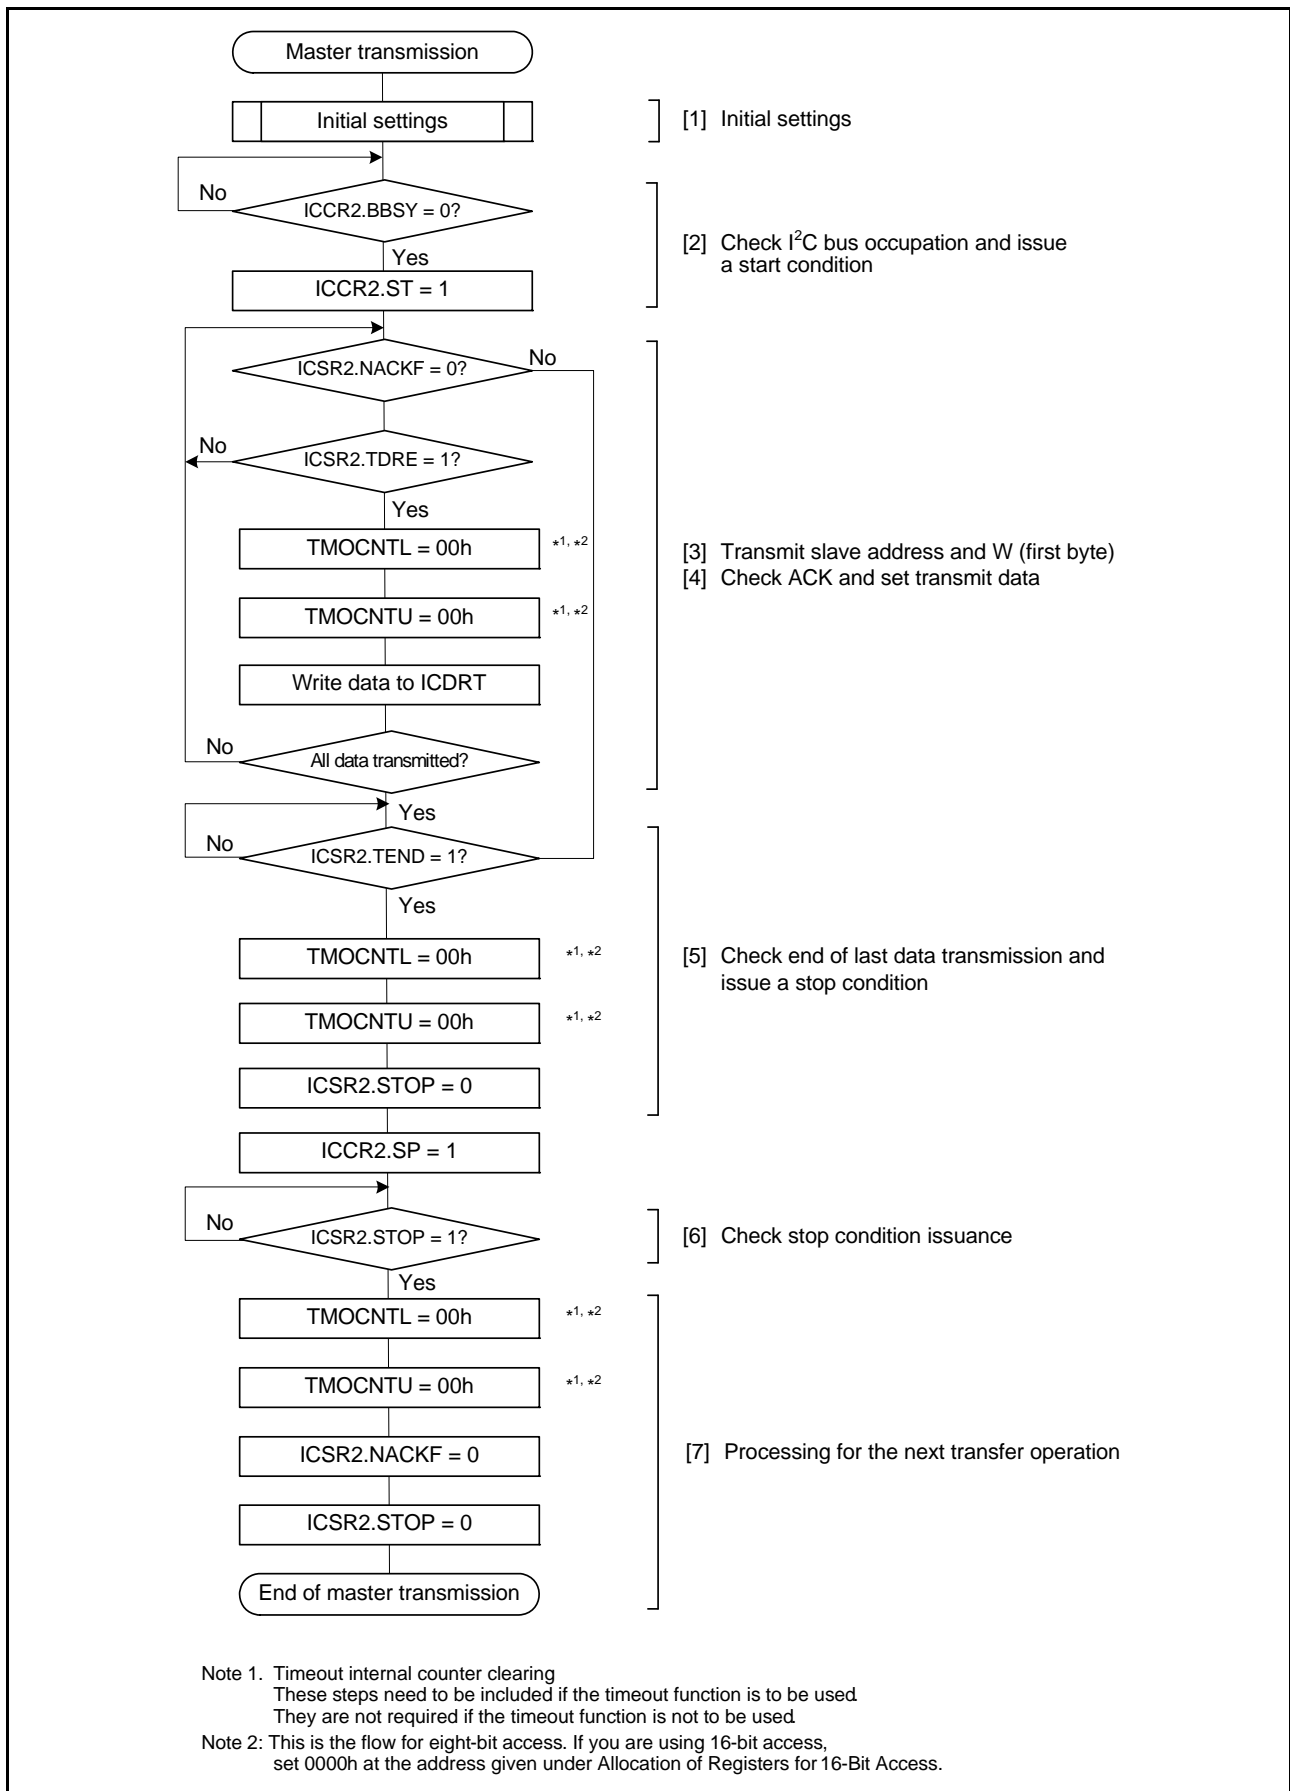 Master transmission
Initial settings
[1] Initial settings
No
ICCR2.BBSY = 0?
Yes
ICCR2.ST = 1
[2] Check I²C bus occupation and issue
a start condition
ICSR2.NACKF = 0?
No
No
ICSR2.TDRE = 1?
Yes
TMOCNTL = 00h
*1, *2
TMOCNTU = 00h
*1, *2
Write data to ICDRT
No
All data transmitted?
Yes
[3] Transmit slave address and W (first byte)
[4] Check ACK and set transmit data
No
ICSR2.TEND = 1?
Yes
TMOCNTL = 00h
*1, *2
TMOCNTU = 00h
*1, *2
ICSR2.STOP = 0
[5] Check end of last data transmission and
issue a stop condition
ICCR2.SP = 1
No
ICSR2.STOP = 1?
Yes
[6] Check stop condition issuance
TMOCNTL = 00h
*1, *2
TMOCNTU = 00h
*1, *2
ICSR2.NACKF = 0
ICSR2.STOP = 0
End of master transmission
[7] Processing for the next transfer operation
Note 1. Timeout internal counter clearing
These steps need to be included if the timeout function is to be used.
They are not required if the timeout function is not to be used.
Note 2: This is the flow for eight-bit access. If you are using 16-bit access,
set 0000h at the address given under Allocation of Registers for 16-Bit Access.